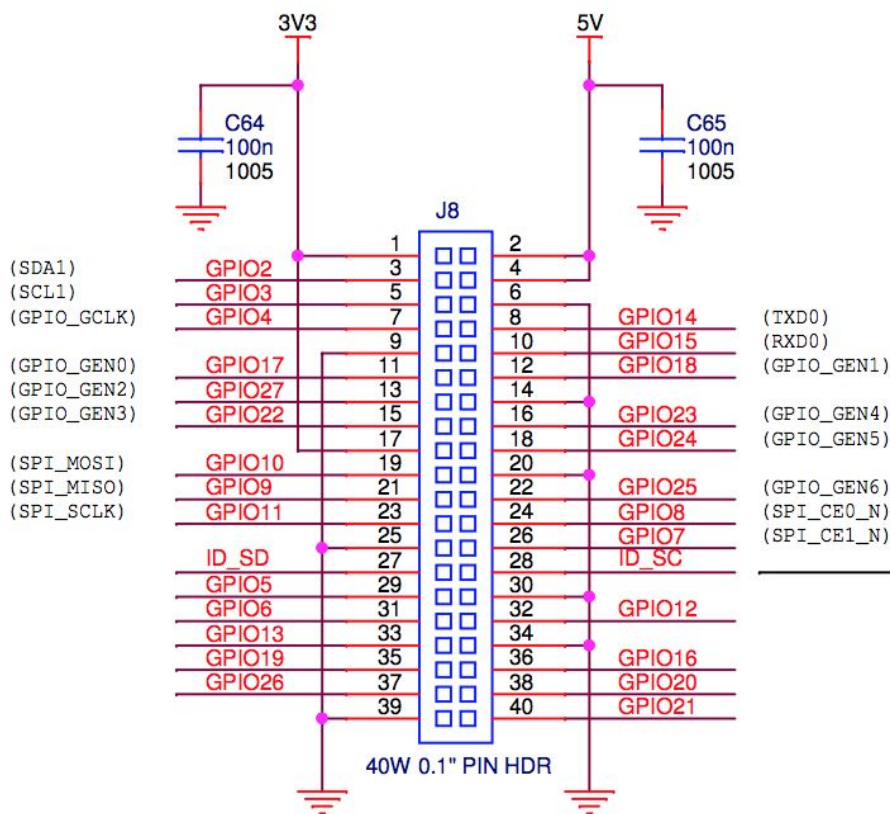 3V3 5V
C64 C65
100n 100n
1005 1005
J8
1 2
(SDA1) GPIO2 3 4
(SCL1) GPIO3 5 6
(GPIO_GCLK) GPIO4 7 8 GPIO14 (TXD0)
9 10 GPIO15 (RXD0)
(GPIO_GEN0) GPIO17 11 12 GPIO18 (GPIO_GEN1)
(GPIO_GEN2) GPIO27 13 14
(GPIO_GEN3) GPIO22 15 16 GPIO23 (GPIO_GEN4)
17 18 GPIO24 (GPIO_GEN5)
(SPI_MOSI) GPIO10 19 20
(SPI_MISO) GPIO9 21 22 GPIO25 (GPIO_GEN6)
(SPI_SCLK) GPIO11 23 24 GPIO8 (SPI_CE0_N)
25 26 GPIO7 (SPI_CE1_N)
ID_SD 27 28 ID_SC
GPIO5 29 30
GPIO6 31 32 GPIO12
GPIO13 33 34
GPIO19 35 36 GPIO16
GPIO26 37 38 GPIO20
39 40 GPIO21
40W 0.1" PIN HDR